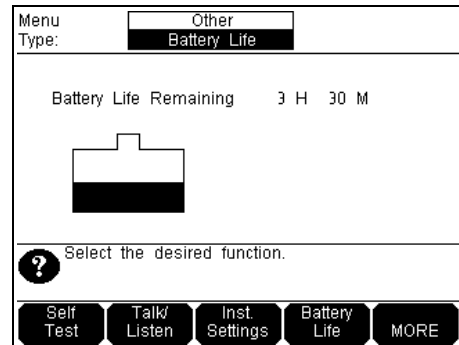 Menu Other
Type: Battery Life
Battery Life Remaining 3 H 30 M
? Select the desired function.
Self Test Talk/ Listen Inst. Settings Battery Life MORE